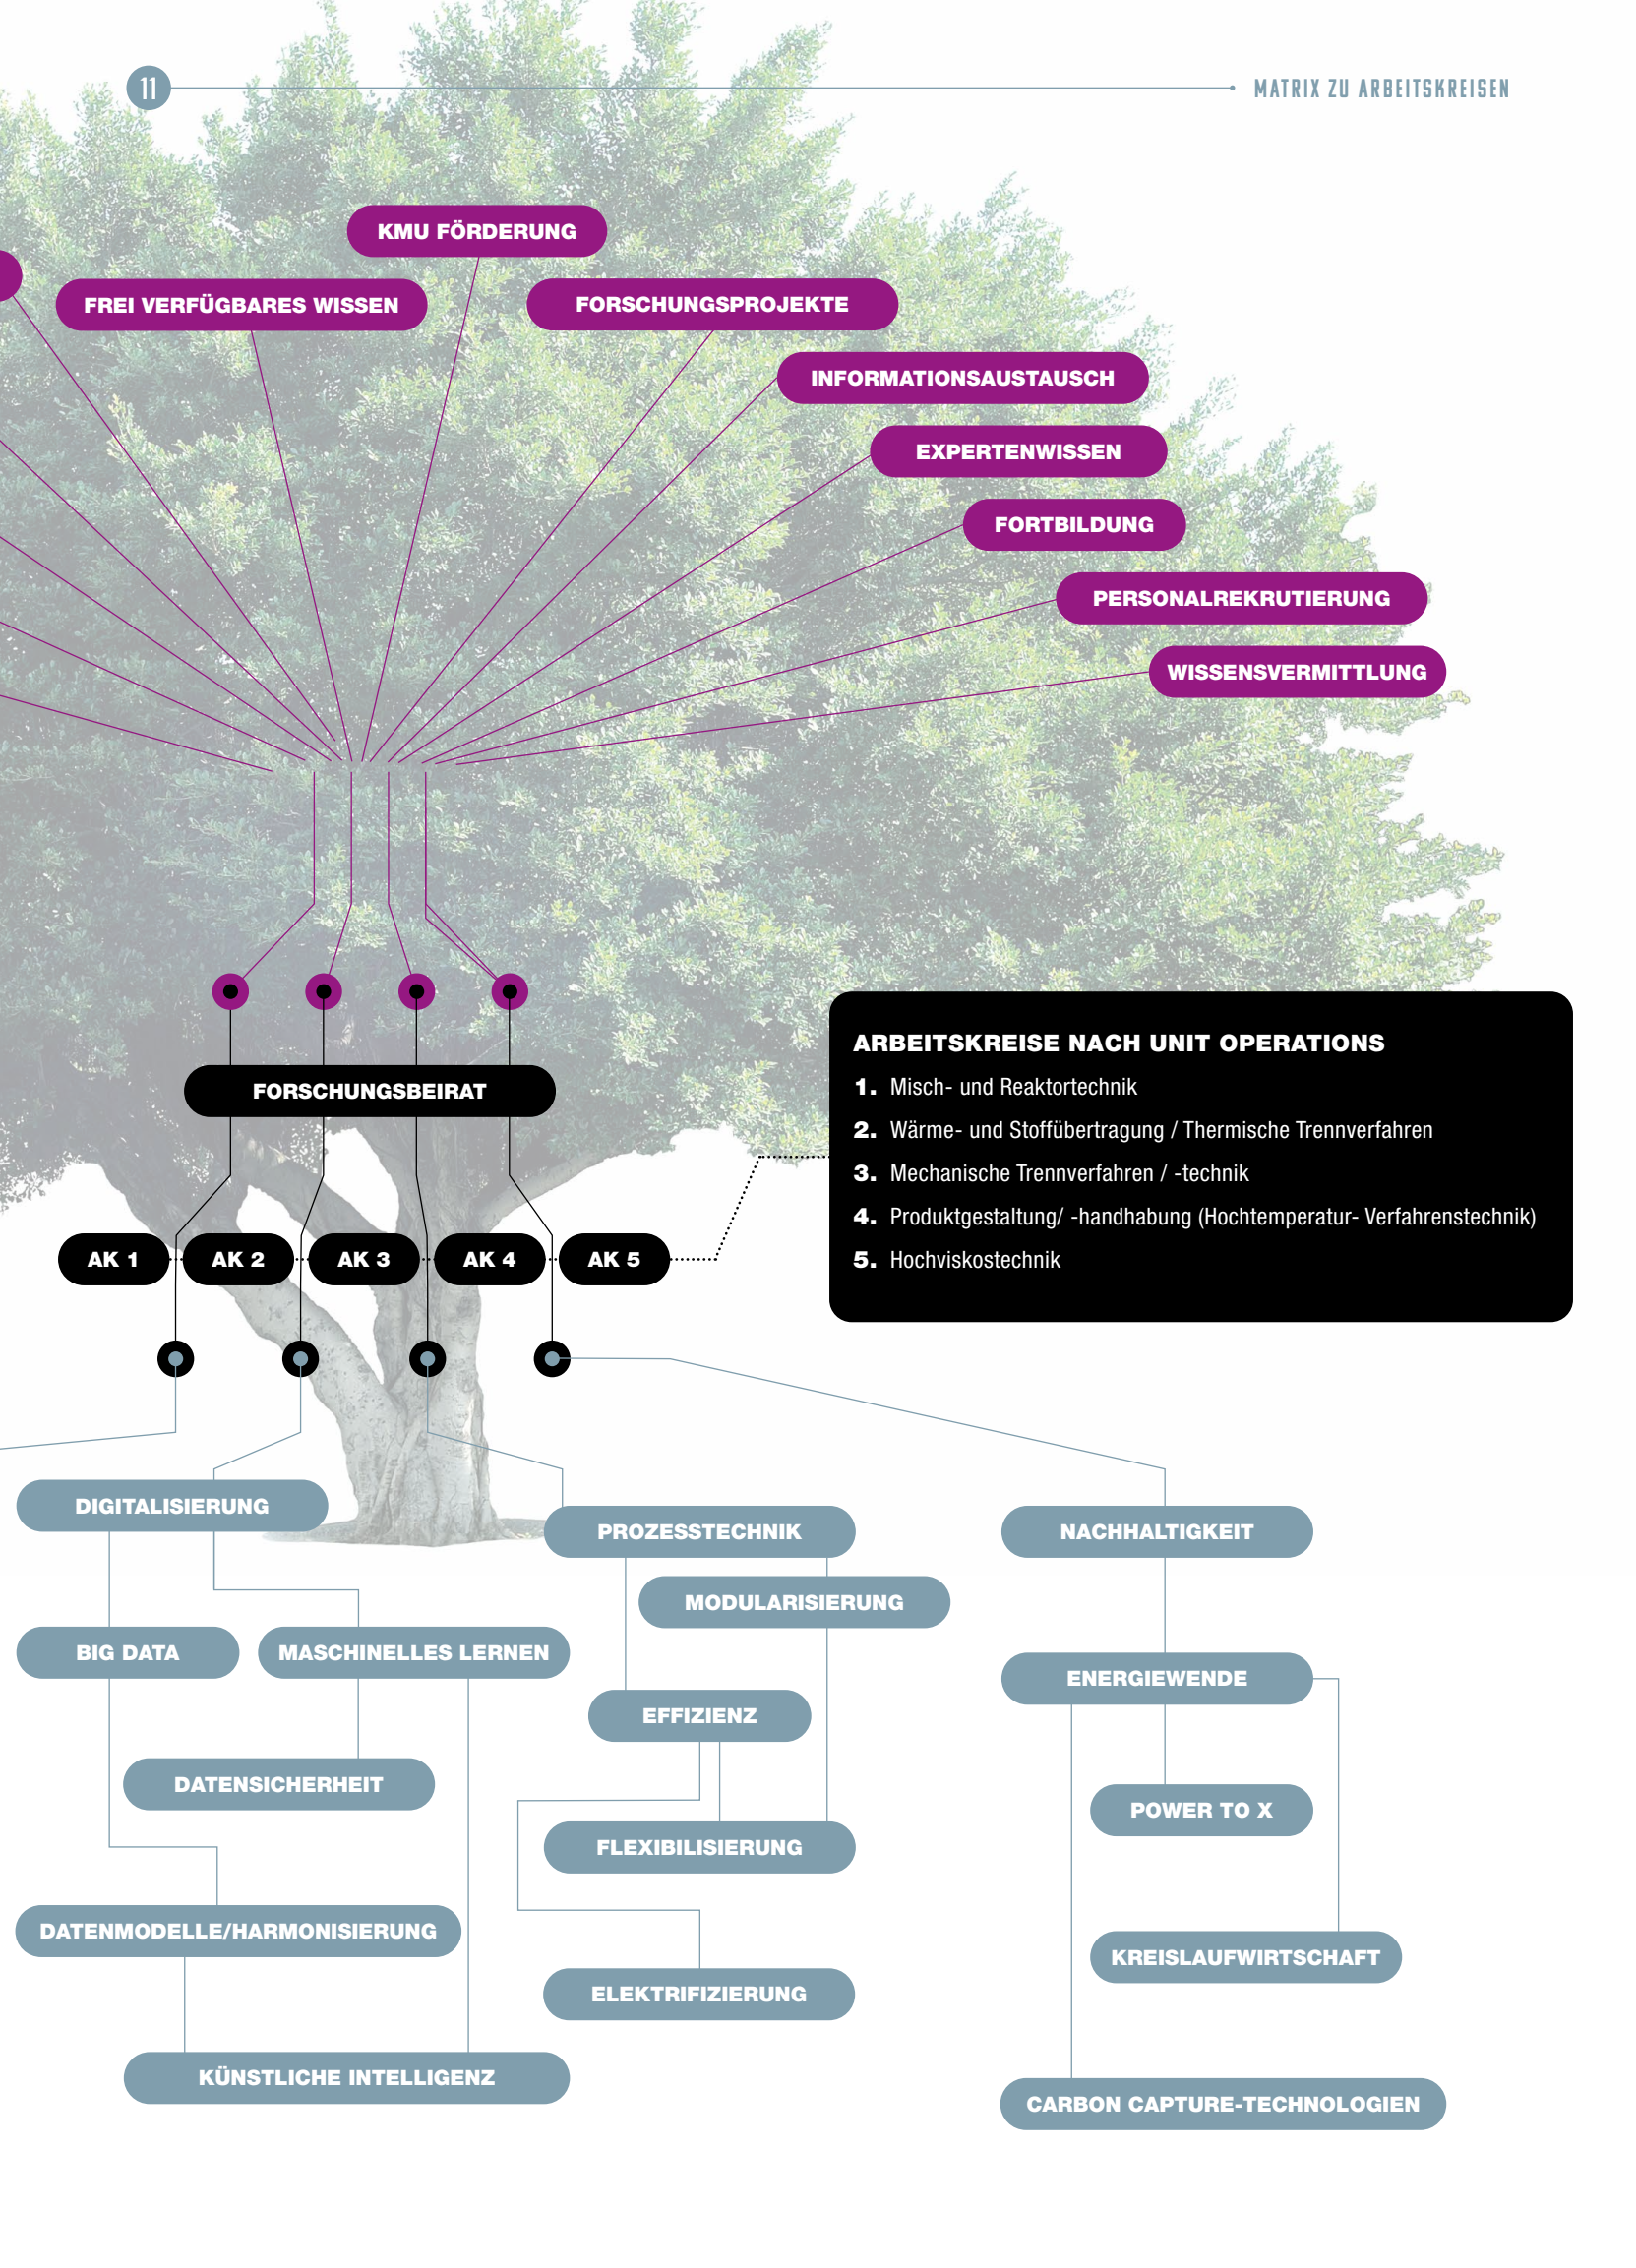 11
MATRIX ZU ARBEITSKREISEN
KMU FÖRDERUNG
FREI VERFÜGBARES WISSEN
FORSCHUNGSPROJEKTE
INFORMATIONSAUSTAUSCH
EXPERTENWISSEN
FORTBILDUNG
PERSONALREKRUTIERUNG
WISSENSVERMITTLUNG
FORSCHUNGSBEIRAT
ARBEITSKREISE NACH UNIT OPERATIONS
1. Misch- und Reaktortechnik
2. Wärme- und Stoffübertragung / Thermische Trennverfahren
3. Mechanische Trennverfahren / -technik
4. Produktgestaltung/ -handhabung (Hochtemperatur- Verfahrenstechnik)
5. Hochviskostechnik
AK 1
AK 2
AK 3
AK 4
AK 5
DIGITALISIERUNG
BIG DATA
MASCHINELLES LERNEN
DATENSICHERHEIT
DATENMODELLE/HARMONISIERUNG
KÜNSTLICHE INTELLIGENZ
PROZESSTECHNIK
MODULARISIERUNG
EFFIZIENZ
FLEXIBILISIERUNG
ELEKTRIFIZIERUNG
NACHHALTIGKEIT
ENERGIEWENDE
POWER TO X
KREISLAUFWIRTSCHAFT
CARBON CAPTURE-TECHNOLOGIEN